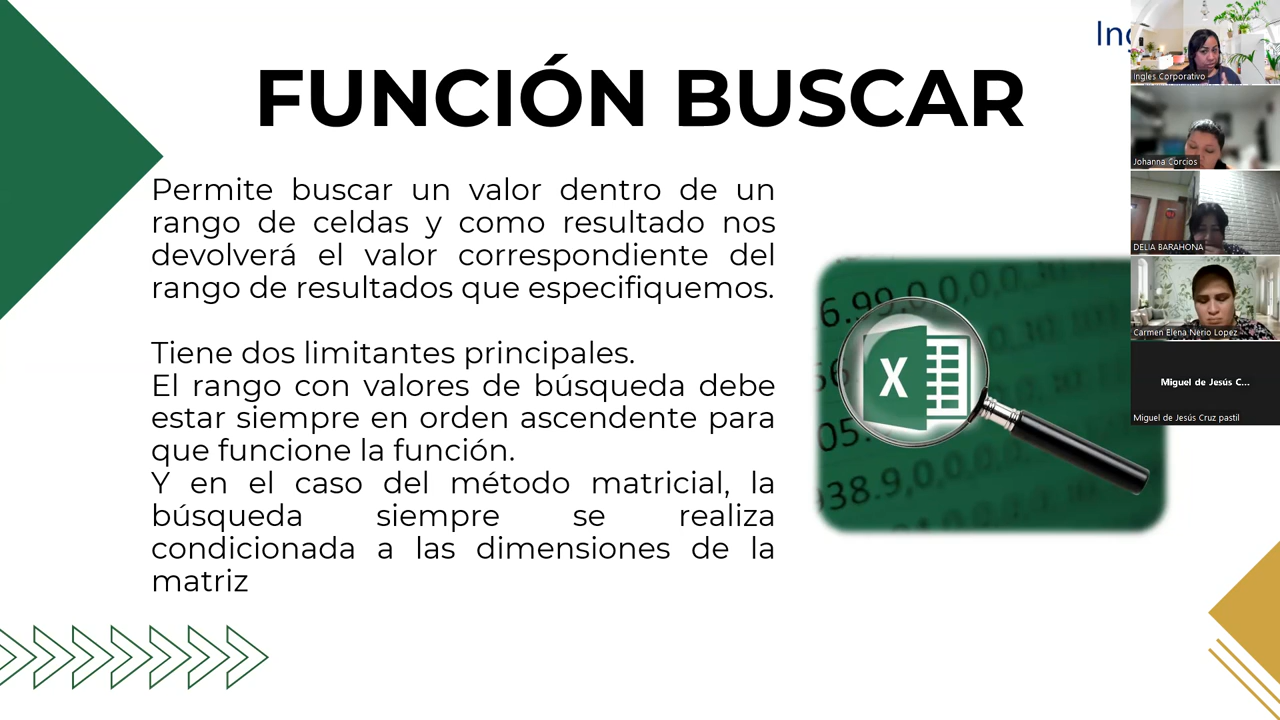 FUNCIÓN BUSCAR
Permite buscar un valor dentro de un
rango de celdas y como resultado nos
devolverá el valor correspondiente del
rango de resultados que especifiquemos.
Tiene dos limitantes principales.
El rango con valores de búsqueda debe
estar siempre en orden ascendente para
que funcione la función.
Y en el caso del método matricial, la
búsqueda siempre se realiza
condicionada a las dimensiones de la
matriz
X
Ingles Corporativo
Johanna Corcios
DELIA BARAHONA
Carmen Elena Nerio Lopez
Miguel de Jesús C...
Miguel de Jesús Cruz pastil